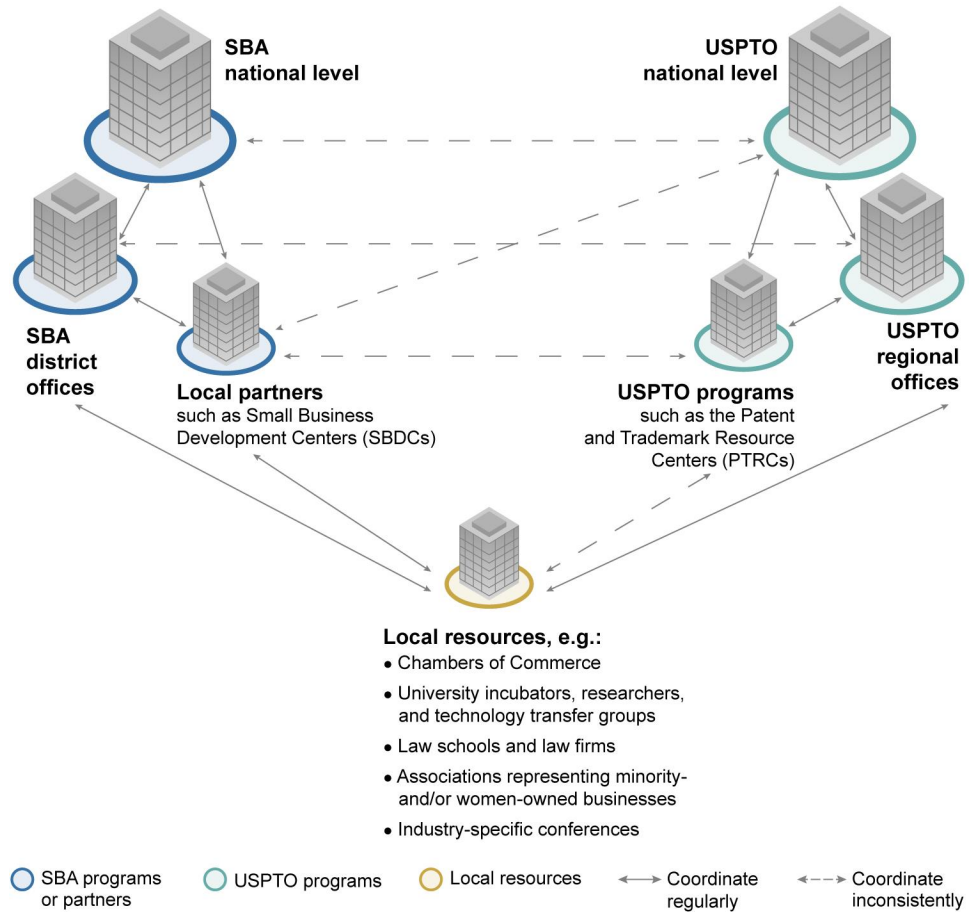 SBA
national level
USPTO
national level
SBA
district
offices
Local partners
such as Small Business
Development Centers (SBDCs)
USPTO programs
such as the Patent
and Trademark Resource
Centers (PTRCs)
USPTO
regional
offices
Local resources, e.g.:
• Chambers of Commerce
• University incubators, researchers,
and technology transfer groups
• Law schools and law firms
• Associations representing minority-
and/or women-owned businesses
• Industry-specific conferences
SBA programs
or partners
USPTO programs
Local resources
Coordinate
regularly
Coordinate
inconsistently